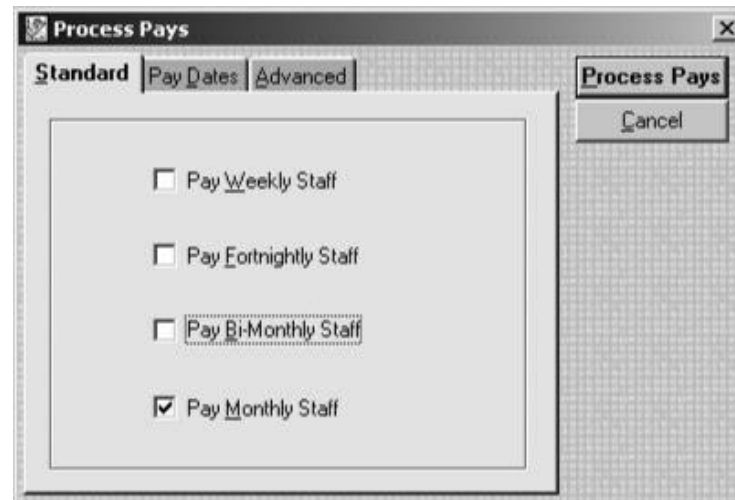 Process Pays
Standard Pay Dates Advanced
Process Pays
Cancel
Pay Weekly Staff
Pay Fortnightly Staff
Pay Bi-Monthly Staff
Pay Monthly Staff